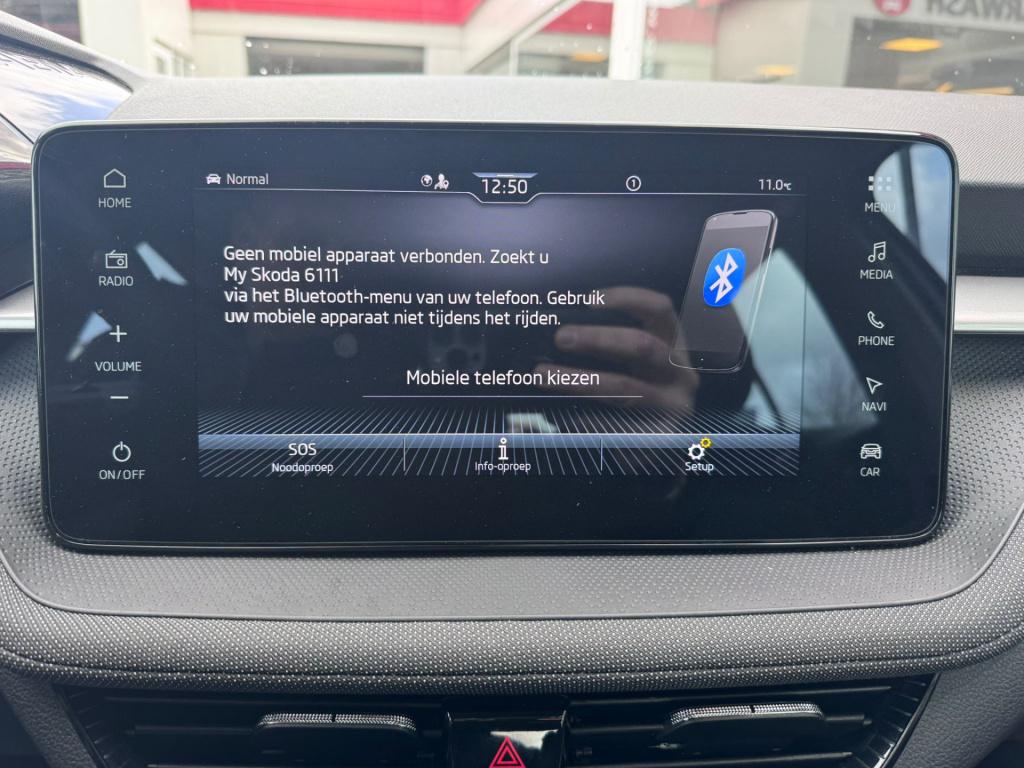 RWASH
HOME
RADIO
+
VOLUME
−
ON/OFF
Normal
12:50
1
11.0℃
Geen mobiel apparaat verbonden. Zoekt u
My Skoda 6111
via het Bluetooth-menu van uw telefoon. Gebruik
uw mobiele apparaat niet tijdens het rijden.
Mobiele telefoon kiezen
SOS
Noodoproep
i
Info-oproep
Setup
MENU
MEDIA
PHONE
NAVI
CAR